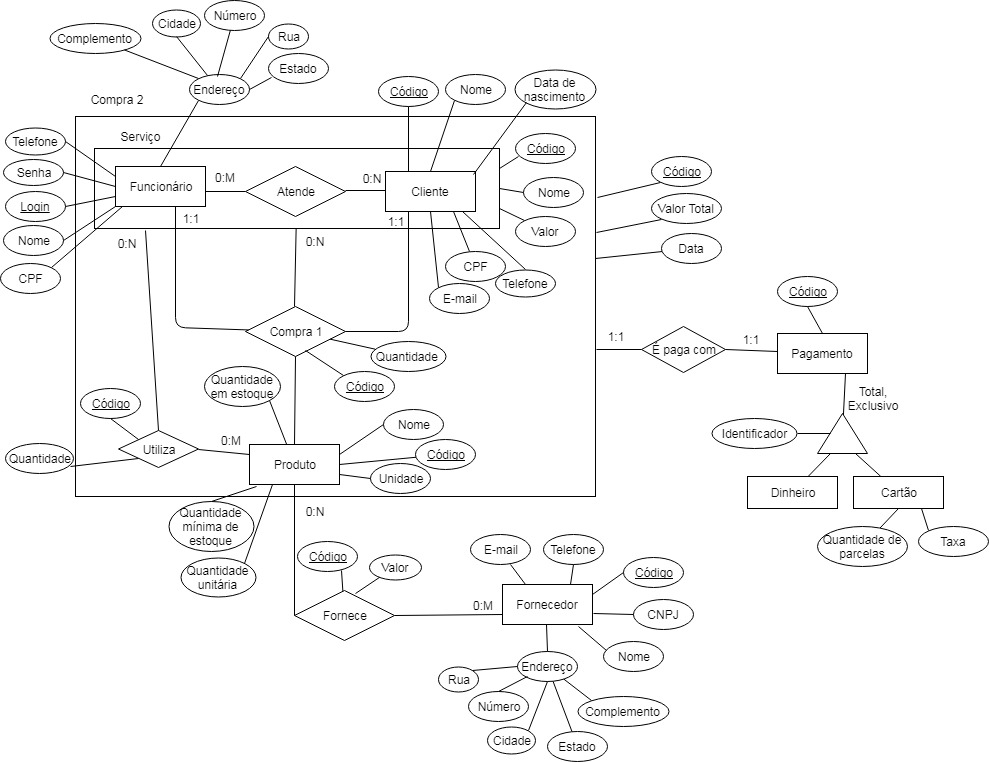 Complemento
Cidade
Número
Rua
Estado
Endereço
Compra 2
Código
Nome
Data de
nascimento
Serviço
Telefone
Senha
Login
Nome
CPF
Funcionário
0:M
Atende
0:N
Cliente
Código
Nome
Valor
Código
Valor Total
Data
1:1
1:1
0:N
0:N
CPF
Telefone
E-mail
Compra 1
Quantidade
Código
1:1
É paga com
1:1
Código
Pagamento
Total,
Exclusivo
Identificador
Dinheiro
Cartão
Quantidade de
parcelas
Taxa
Quantidade
em estoque
Código
Quantidade
Utiliza
0:M
Produto
Nome
Código
Unidade
Quantidade
mínima de
estoque
Quantidade
unitária
0:N
Código
Valor
Fornece
0:M
E-mail
Telefone
Código
Fornecedor
CNPJ
Nome
Endereço
Rua
Número
Cidade
Estado
Complemento